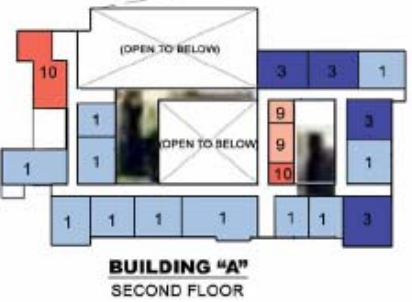 (OPEN TO BELOW)
10
3 3 1
1
9
3
1
9
(OPEN TO BELOW)
1
10
1
1 1 1 1 1 1 3
BUILDING "A"
SECOND FLOOR